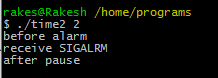 rakes@Rakesh /home/programs
$ ./time2 2
before alarm
receive SIGALRM
after pause